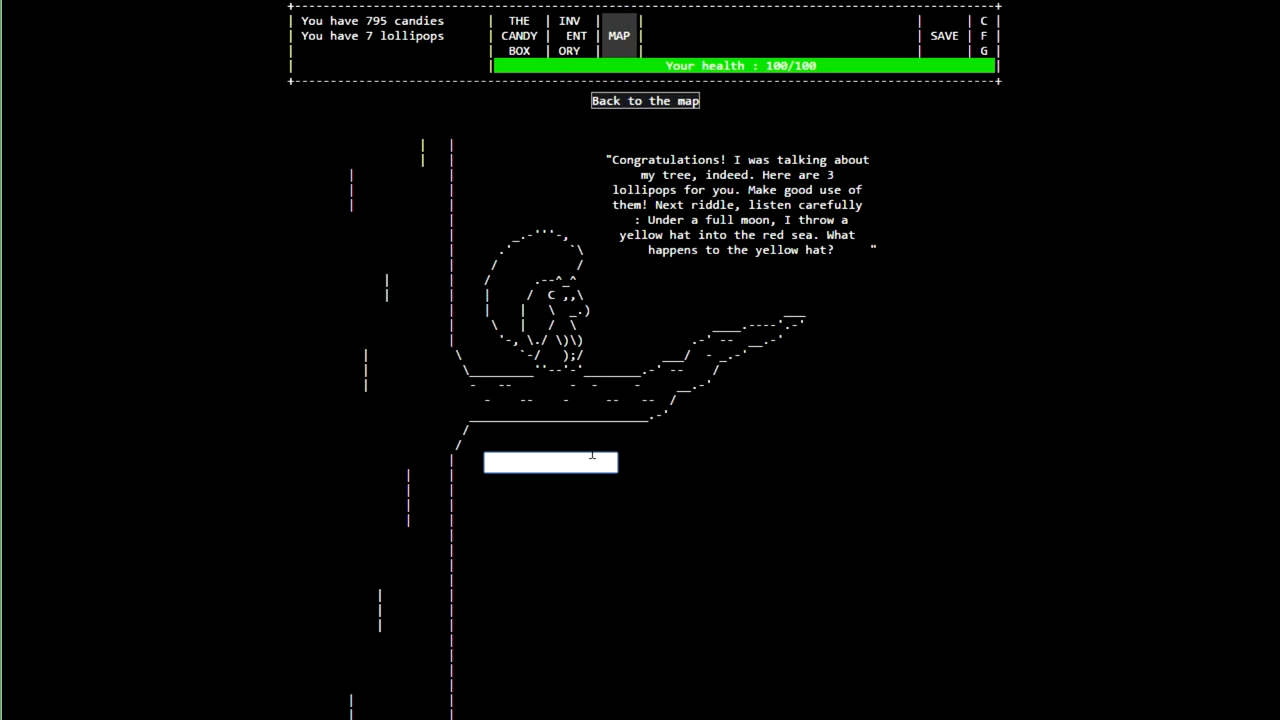 You have 795 candies
You have 7 lollipops
THE CANDY BOX
INV ENT ORY
MAP
SAVE
C F G
Your health : 100/100
Back to the map
"Congratulations! I was talking about
my tree, indeed. Here are 3
lollipops for you. Make good use of
them! Next riddle, listen carefully
: Under a full moon, I throw a
yellow hat into the red sea. What
happens to the yellow hat? "